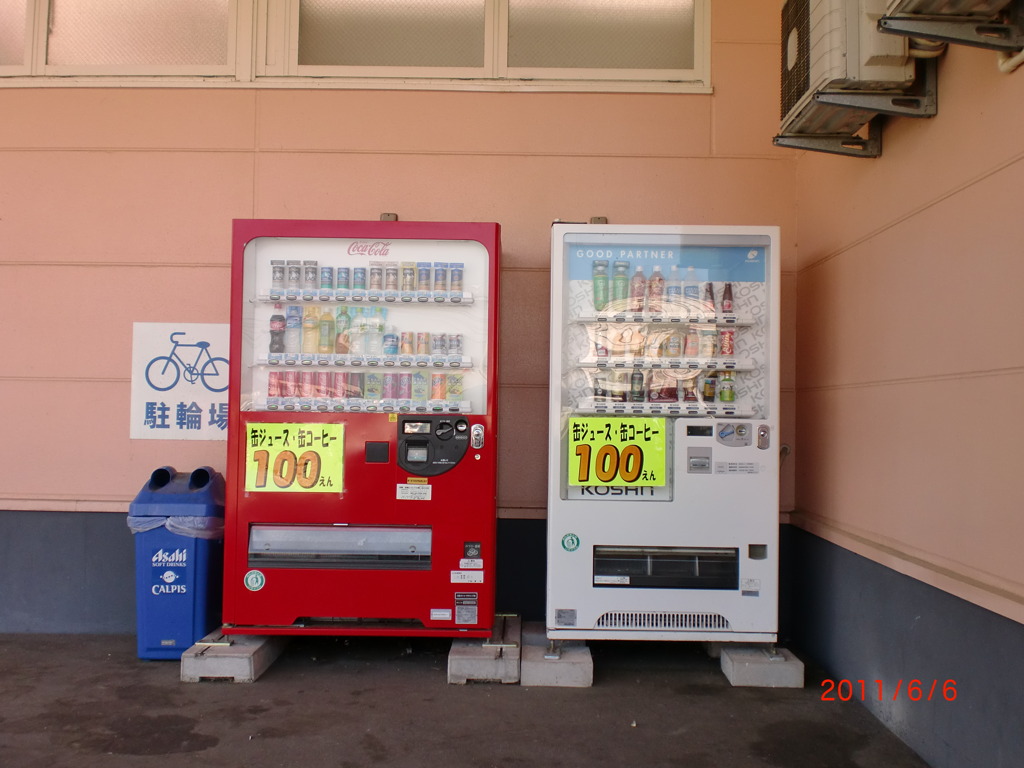 Coca-Cola
GOOD PARTNER
駐輪場
缶ジュース・缶コーヒー
100えん
缶ジュース・缶コーヒー
100えん
KOSHIN
Asahi
SOFT DRINKS
CALPIS
2011/6/6